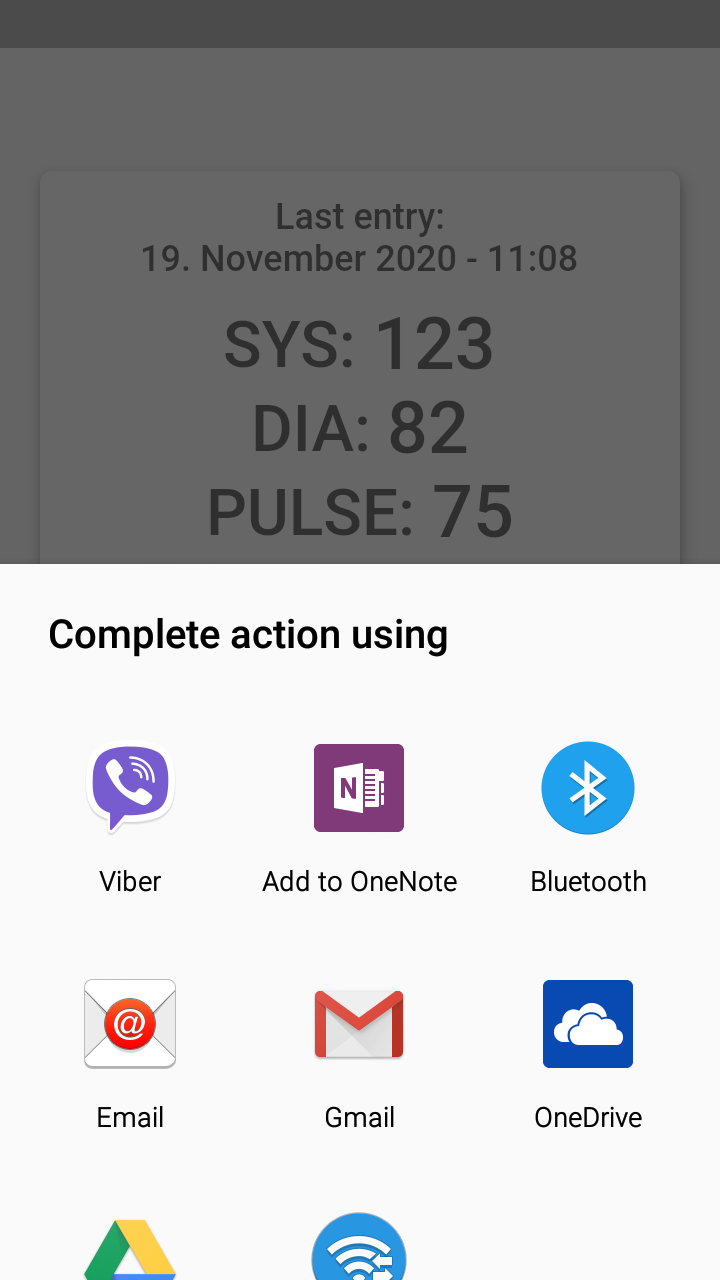 Last entry:
19. November 2020 - 11:08
SYS: 123
DIA: 82
PULSE: 75
Complete action using
N
Viber
Add to OneNote
Bluetooth
@
Email
Gmail
OneDrive